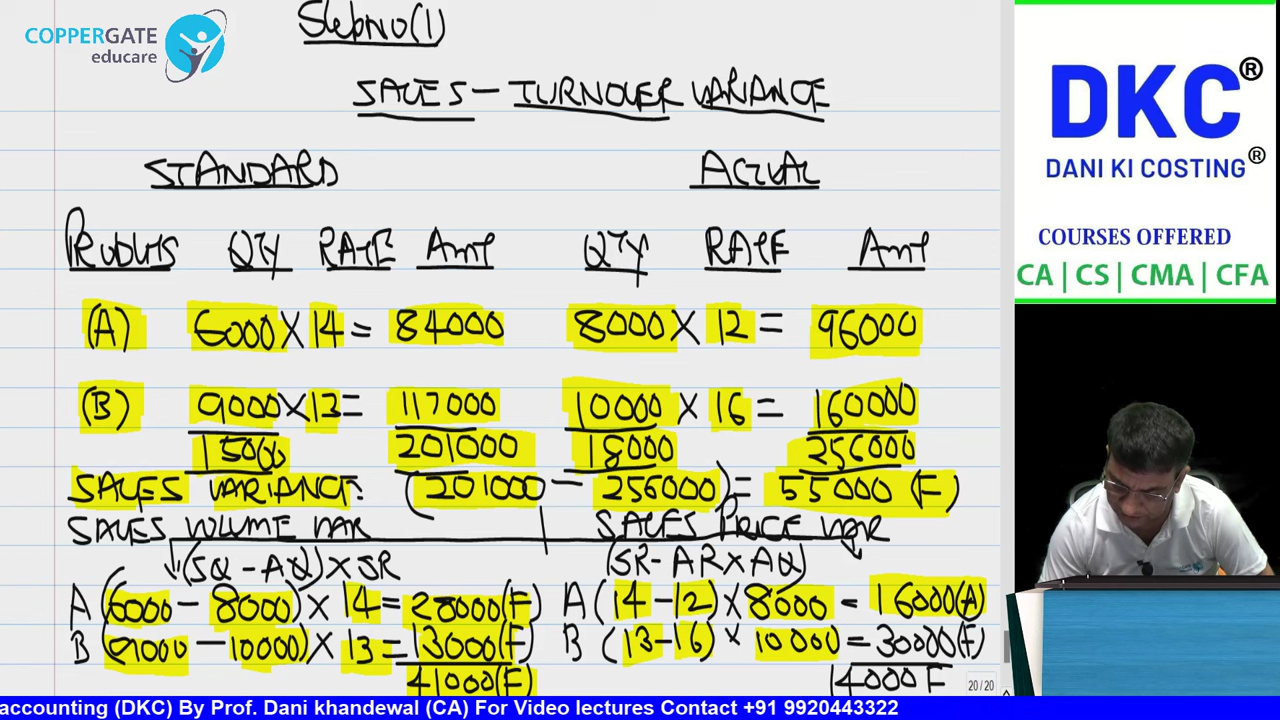 COPPERGATE
educare
StepNo(1)
SALES - TURNOVER VARIANCE
STANDARD ACTUAL
PRODUCTS QTY RATE Amt QTY RATE Amt
(A) 6000 X 14 = 84000 8000 X 12 = 96000
(B) 9000 X 13 = 117000 10000 X 16 = 160000
15000 201000 18000 256000
SALES VARIANCE: (201000 - 256000) = 55000 (F)
SALES VOLUME VAR SALES PRICE VAR
(SQ - AQ) X SR (SR - AR X AQ)
A (6000 - 8000) X 14 = 28000 (F) A (14 - 12) X 8000 = 16000 (A)
B (9000 - 10000) X 13 = 13000 (F) B (13 - 16) X 10000 = 30000 (F)
41000 (F) 14000 F
20 / 20
DKC®
DANI KI COSTING®
COURSES OFFERED
CA | CS | CMA | CFA
accounting (DKC) By Prof. Dani khandewal (CA) For Video lectures Contact +91 9920443322